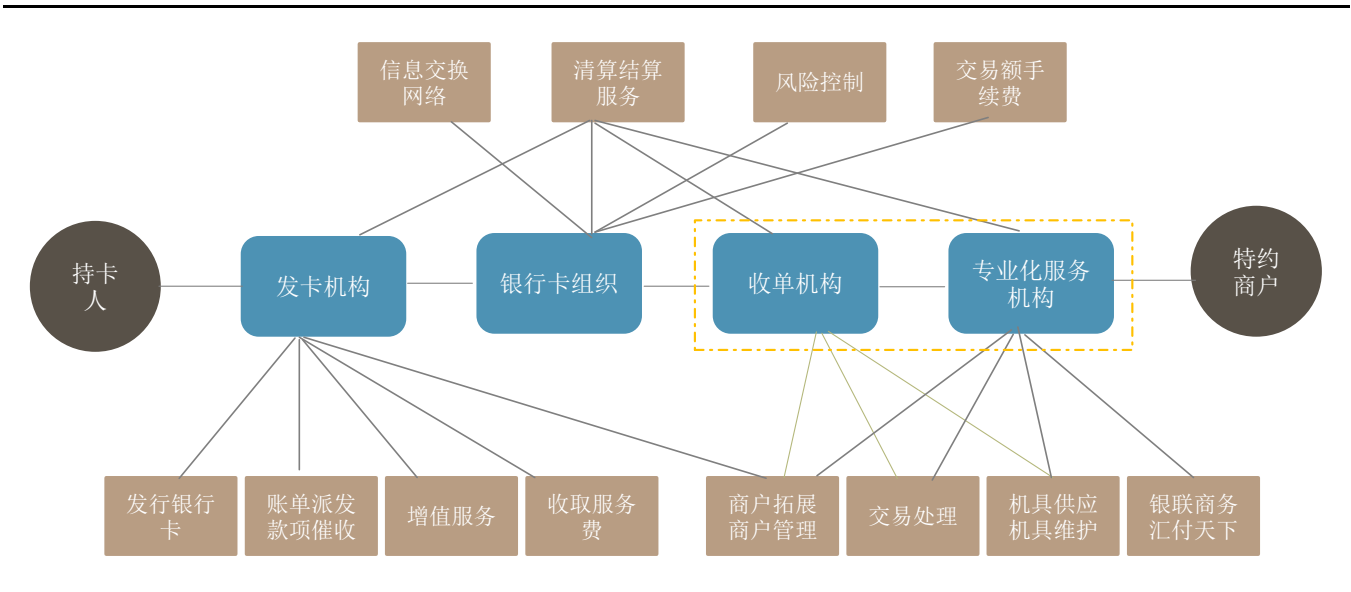 信息交换
网络
清算结算
服务
风险控制
交易额手
续费
持卡
人
发卡机构
银行卡组织
收单机构
专业化服务
机构
特约
商户
发行银行
卡
账单派发
款项催收
增值服务
收取服务
费
商户拓展
商户管理
交易处理
机具供应
机具维护
银联商务
汇付天下